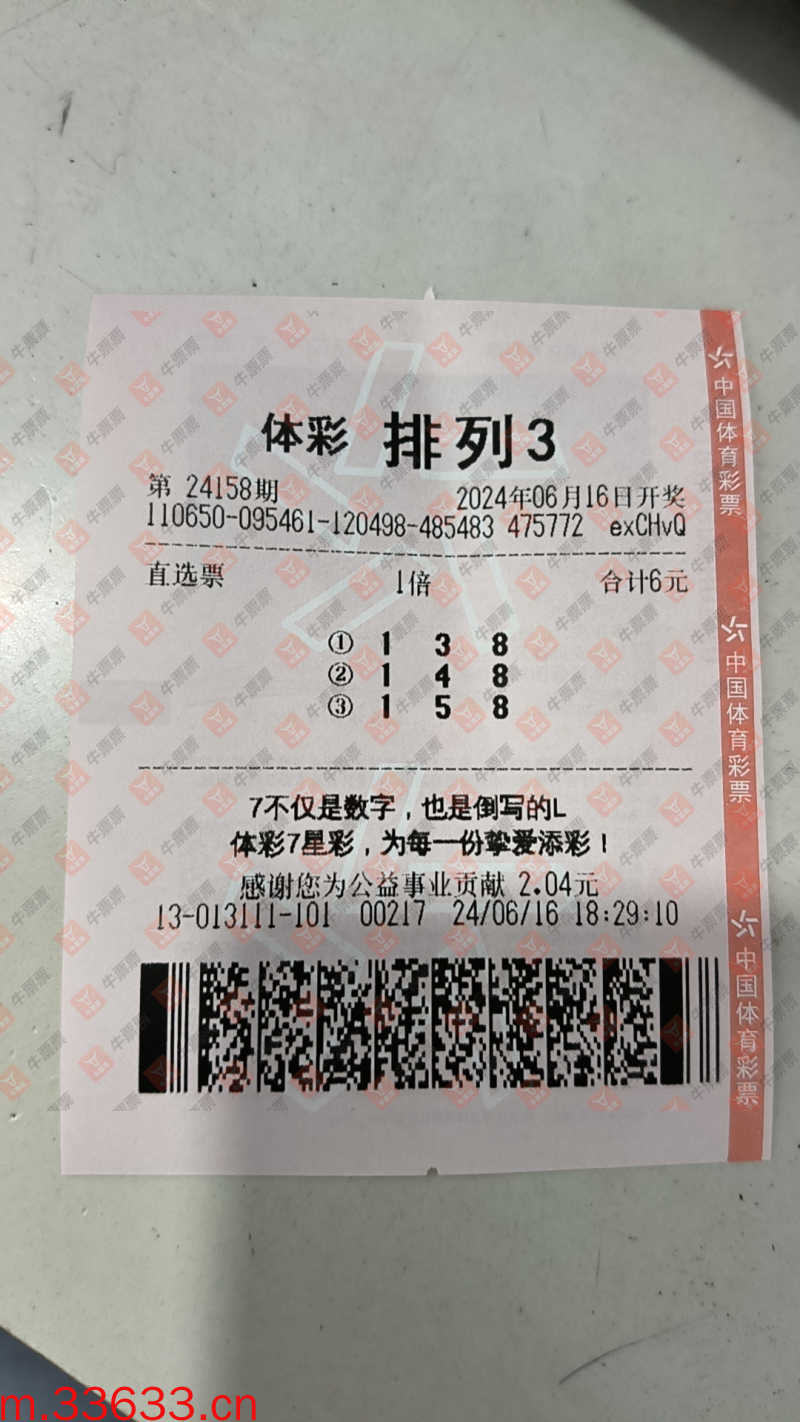 体彩 排列3
第 24158期 2024年06月16日开奖
110650-095461-120498-485483 475772 exCHvQ
直选票 1倍 合计6元
① 1 3 8
② 1 4 8
③ 1 5 8
7不仅是数字，也是倒写的L
体彩7星彩，为每一份挚爱添彩！
感谢您为公益事业贡献 2.04元
13-013111-101 00217 24/06/16 18:29:10
中国体育彩票
中国体育彩票
中国体育彩票
牛票票
m.33633.cn